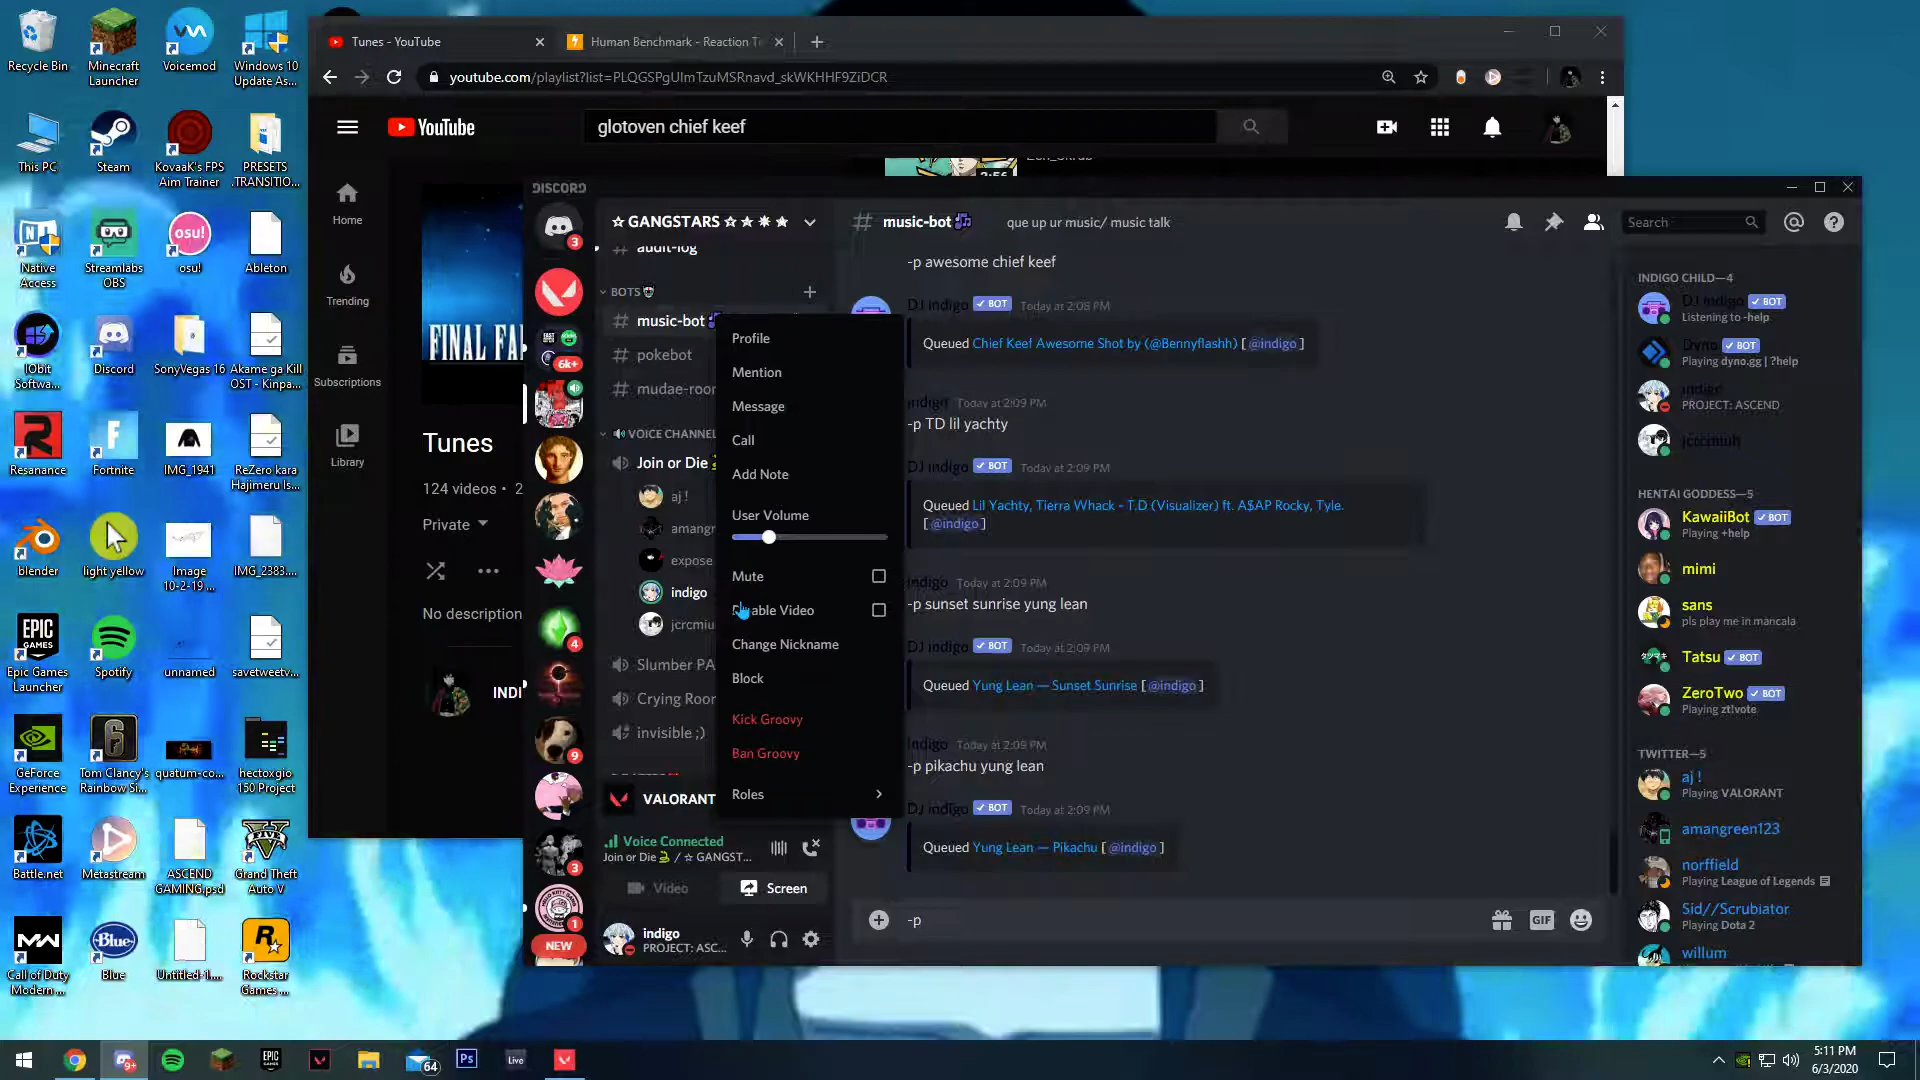 Recycle Bin
Minecraft Launcher
Voicemod
Windows 10 Update As...
This PC
Steam
KovaaK's FPS Aim Trainer
PRESETS .TRANSITIO...
Native Access
Streamlabs OBS
osu!
Ableton
IObit Softwa...
Discord
SonyVegas 16
Akame ga Kill OST - Kinpa...
Resanance
Fortnite
IMG_1941
ReZero kara Hajimeru Is...
blender
light yellow
Image 10-2-19 ...
IMG_2383....
Epic Games Launcher
Spotify
unnamed
savetweetv...
GeForce Experience
Tom Clancy's Rainbow Si...
quatum-co...
hectoxgio 150 Project
Battle.net
Metastream
ASCEND GAMING.psd
Grand Theft Auto V
Call of Duty Modern ...
Blue
Untitled-1....
Rockstar Games ...
Tunes - YouTube
Human Benchmark - Reaction T
youtube.com/playlist?list=PLQGSPgUImTzuMSRnavd_skWKHHF9ZiDCR
YouTube
glotoven chief keef
Home
Trending
Subscriptions
Library
FINAL FA
Tunes
124 videos • 2
Private
No description
INDI
DISCORD
☆ GANGSTARS ☆ ★ ✷ ★
audit-log
BOTS
music-bot
pokebot
mudae-roo
VOICE CHANNEL
Join or Die
aj !
amangr
expose
indigo
jcrcmiu
Slumber PA
Crying Roor
invisible ;)
VALORANT
Voice Connected
Join or Die / ☆ GANGST...
Video
Screen
indigo
PROJECT: ASC...
NEW
Profile
Mention
Message
Call
Add Note
User Volume
Mute
able Video
Change Nickname
Block
Kick Groovy
Ban Groovy
Roles
# music-bot
que up ur music/ music talk
Search
-p awesome chief keef
DJ indigo BOT Today at 2:08 PM
Queued Chief Keef Awesome Shot by (@Bennyflashh) [@indigo]
indigo Today at 2:09 PM
-p TD lil yachty
DJ indigo BOT Today at 2:09 PM
Queued Lil Yachty, Tierra Whack - T.D (Visualizer) ft. A$AP Rocky, Tyle.
[@indigo]
indigo Today at 2:09 PM
-p sunset sunrise yung lean
DJ indigo BOT Today at 2:09 PM
Queued Yung Lean — Sunset Sunrise [@indigo]
indigo Today at 2:09 PM
-p pikachu yung lean
DJ indigo BOT Today at 2:09 PM
Queued Yung Lean — Pikachu [@indigo]
-p
GIF
INDIGO CHILD—4
DJ indigo BOT
Listening to -help
Dyno BOT
Playing dyno.gg | ?help
indigo
PROJECT: ASCEND
jcrcmiuh
HENTAI GODDESS—5
KawaiiBot BOT
Playing +help
mimi
sans
pls play me in mancala
Tatsu BOT
ZeroTwo BOT
Playing zt!vote
TWITTER—5
aj !
Playing VALORANT
amangreen123
norffield
Playing League of Legends
Sid//Scrubiator
Playing Dota 2
willum
5:11 PM
6/3/2020